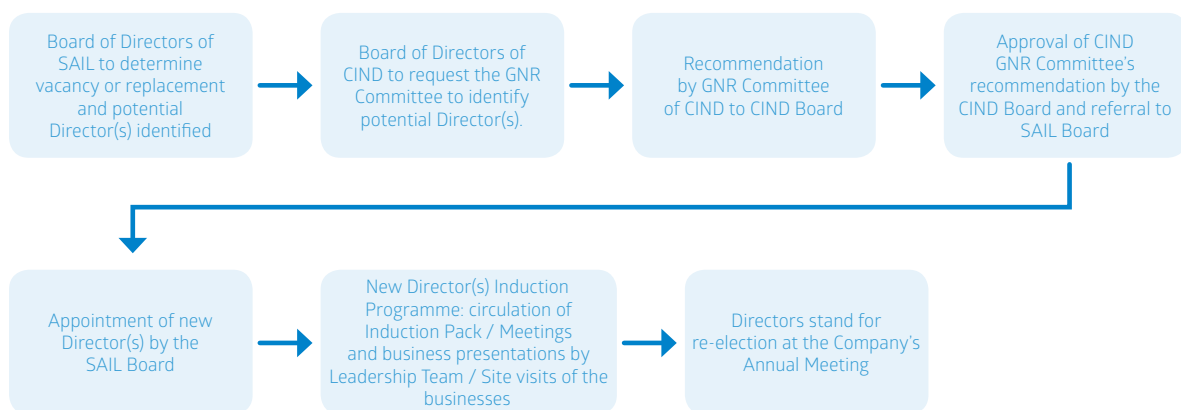 Board of Directors of
SAIL to determine
vacancy or replacement
and potential
Director(s) identified
Board of Directors of
CIND to request the GNR
Committee to identify
potential Director(s).
Recommendation
by GNR Committee
of CIND to CIND Board
Approval of CIND
GNR Committee's
recommendation by the
CIND Board and referral to
SAIL Board
Appointment of new
Director(s) by the
SAIL Board
New Director(s) Induction
Programme: circulation of
Induction Pack / Meetings
and business presentations by
Leadership Team / Site visits of the
businesses
Directors stand for
re-election at the Company's
Annual Meeting